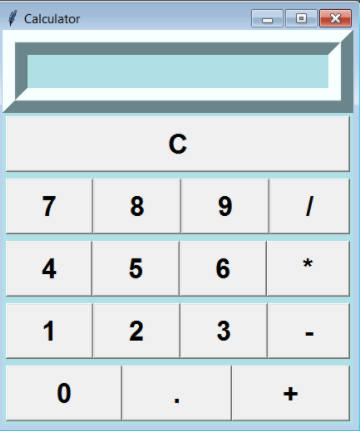 Calculator
C
7 8 9 /
4 5 6 *
1 2 3 -
0 . +